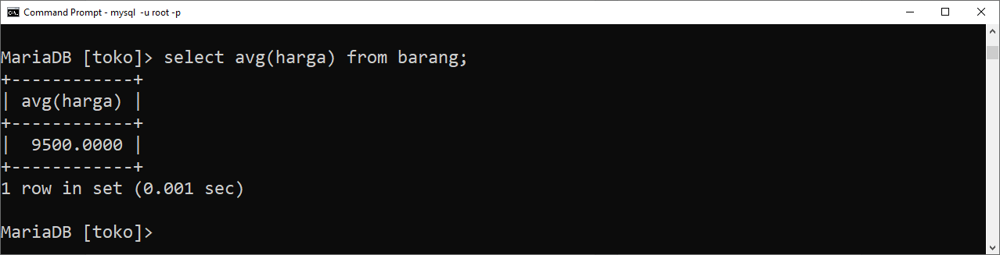 Command Prompt - mysql  -u root -p
MariaDB [toko]> select avg(harga) from barang;
+------------+
| avg(harga) |
+------------+
|  9500.0000 |
+------------+
1 row in set (0.001 sec)
MariaDB [toko]>